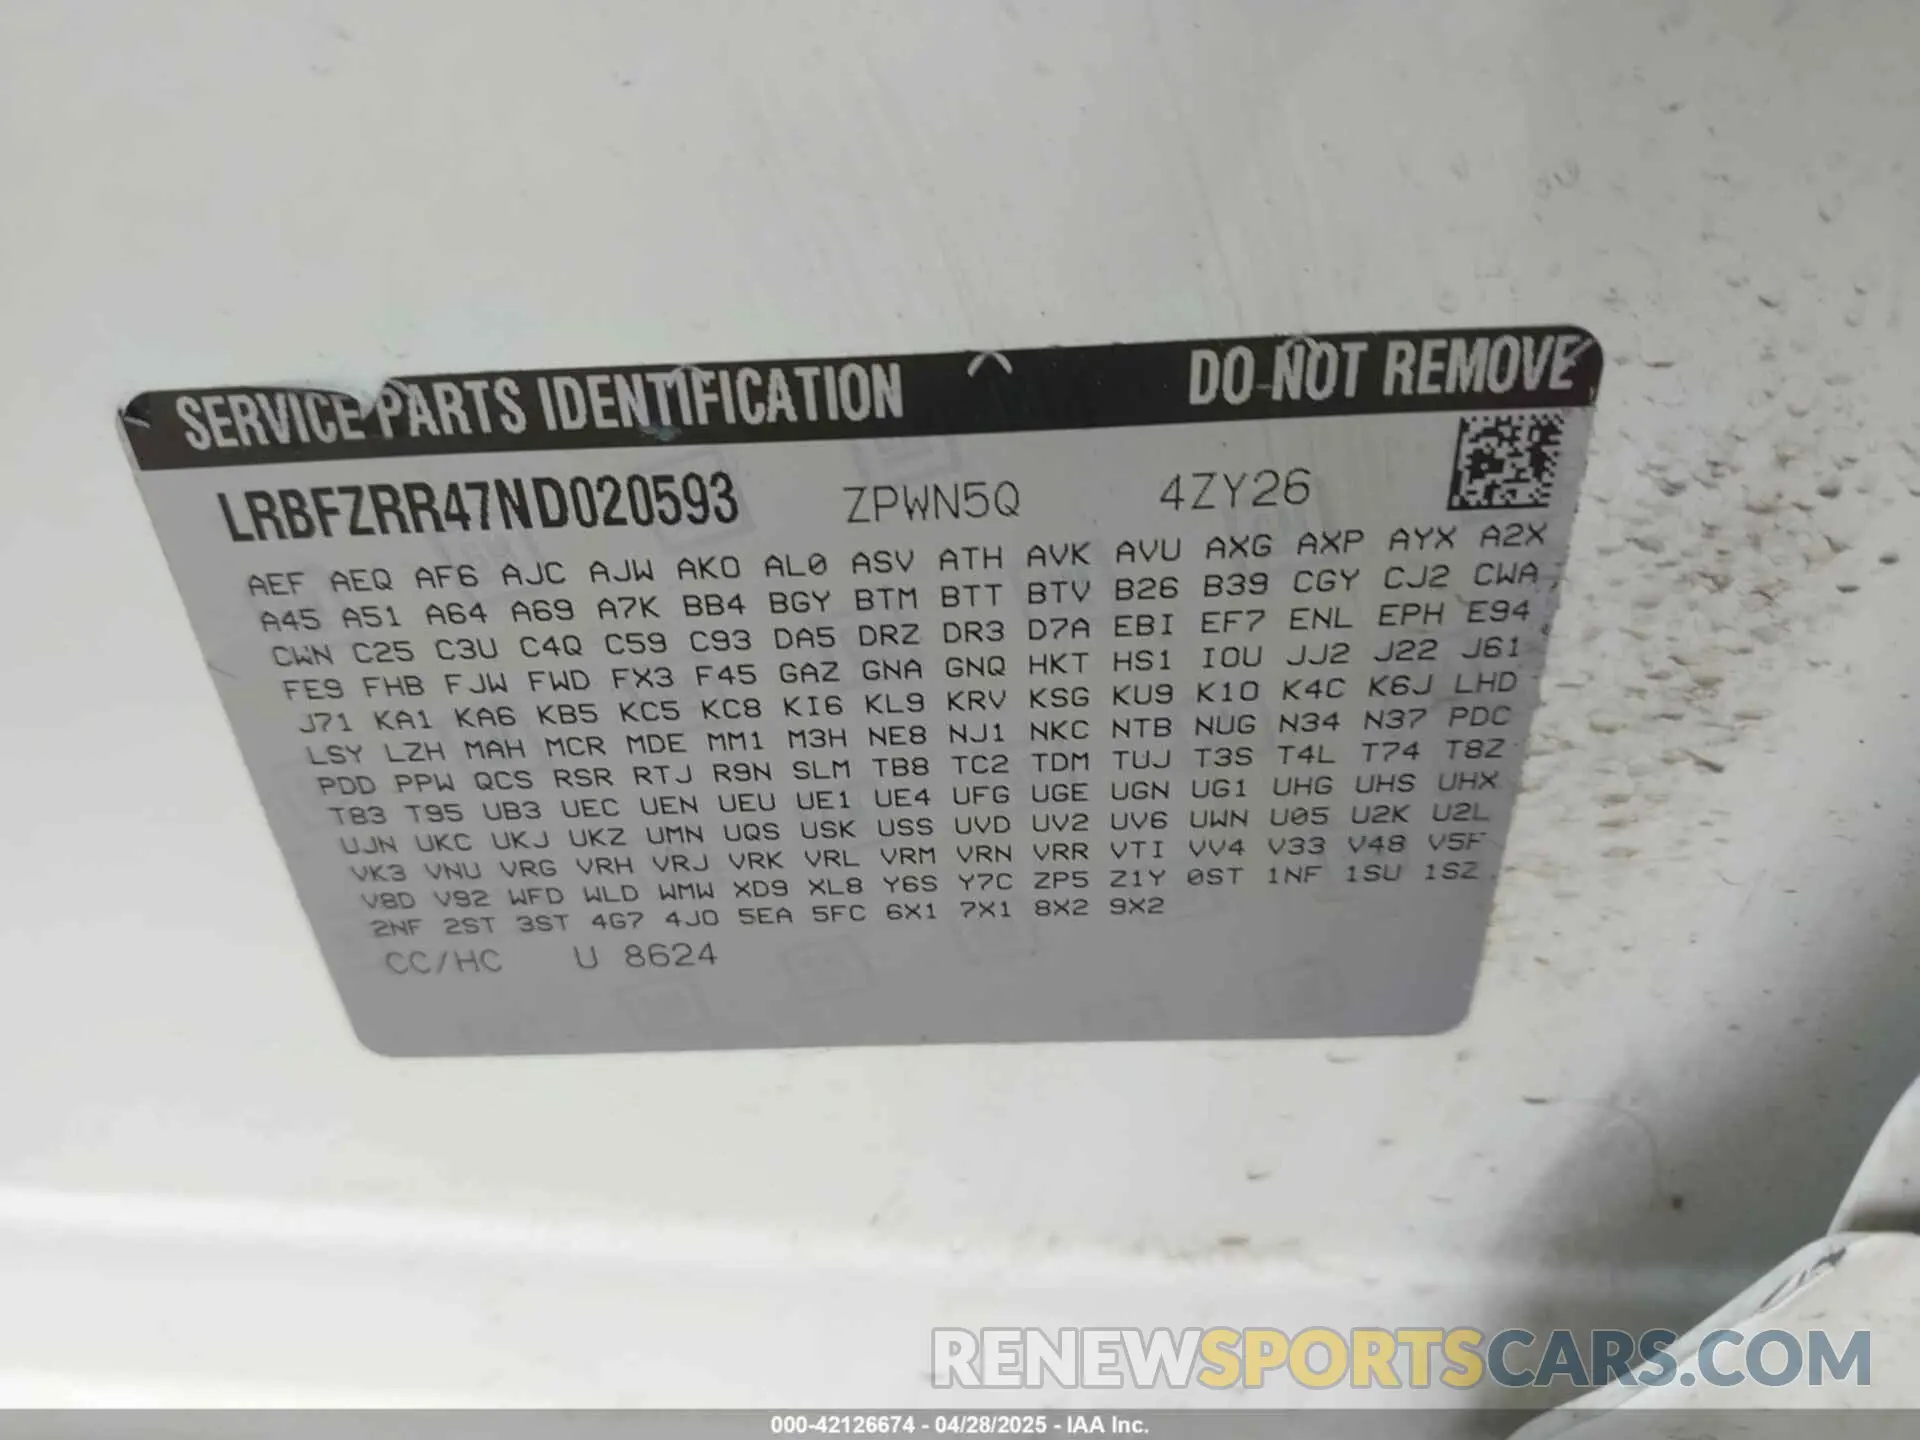 SERVICE PARTS IDENTIFICATION DO NOT REMOVE
LRBFZRR47ND020593 ZPWN5Q 4ZY26
AEF AEQ AF6 AJC AJW AKO AL0 ASV ATH AVK AVU AXG AXP AYX A2X
A45 A51 A64 A69 A7K BB4 BGY BTM BTT BTV B26 B39 CGY CJ2 CWA
CWN C25 C3U C4Q C59 C93 DA5 DRZ DR3 D7A EBI EF7 ENL EPH E94
FE9 FHB FJW FWD FX3 F45 GAZ GNA GNQ HKT HS1 IOU JJ2 J22 J61
J71 KA1 KA6 KB5 KC5 KC8 KI6 KL9 KRV KSG KU9 K10 K4C K6J LHD
LSY LZH MAH MCR MDE MM1 M3H NE8 NJ1 NKC NTB NUG N34 N37 PDC
PDD PPW QCS RSR RTJ R9N SLM TB8 TC2 TDM TUJ T3S T4L T74 T8Z
T83 T95 UB3 UEC UEN UEU UE1 UE4 UFG UGE UGN UG1 UHG UHS UHX
UJN UKC UKJ UKZ UMN UQS USK USS UVD UV2 UV6 UWN U05 U2K U2L
VK3 VNU VRG VRH VRJ VRK VRL VRM VRN VRR VTI VV4 V33 V48 V5F
V8D V92 WFD WLD WMW XD9 XL8 Y6S Y7C ZP5 Z1Y 0ST 1NF 1SU 1SZ
2NF 2ST 3ST 4G7 4JO 5EA 5FC 6X1 7X1 8X2 9X2
CC/HC U 8624
RENEWSPORTSCARS.COM
000-42126674 - 04/28/2025 - IAA Inc.